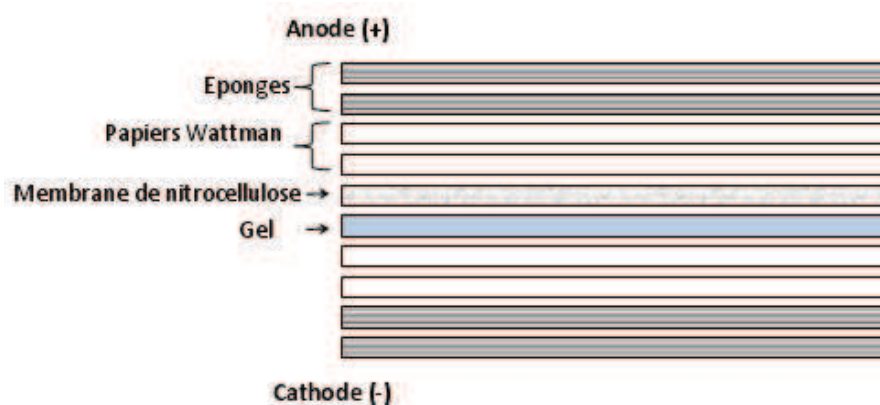 Anode (+)
Eponges
Papiers Wattman
Membrane de nitrocellulose →
Gel →
Cathode (-)